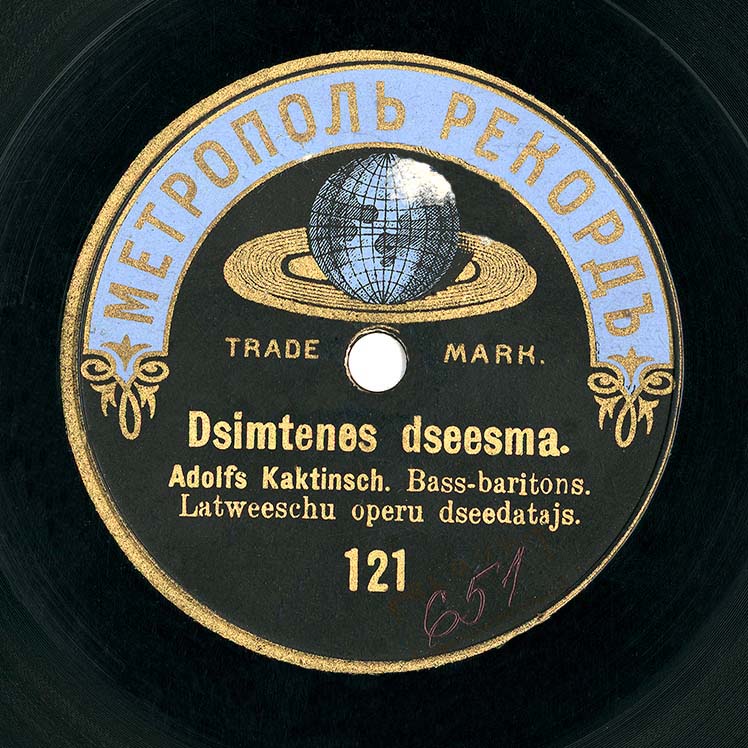 МЕТРОПОЛЬ РЕКОРДЪ
TRADE MARK.
Dsimtenes dseesma.
Adolfs Kaktinsch. Bass-baritons.
Latweeschu operu dseedatajs.
121
651